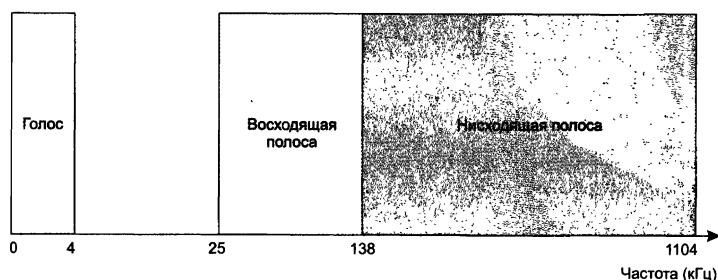 Голос
Восходящая
полоса
Нисходящая полоса
0 4 25 138 1104
Частота (кГц)